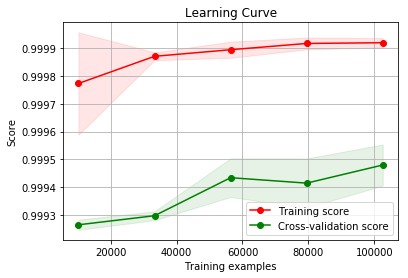 Learning Curve
0.9999
0.9998
0.9997
0.9996
0.9995
0.9994
0.9993
Score
Training score
Cross-validation score
20000 40000 60000 80000 100000
Training examples